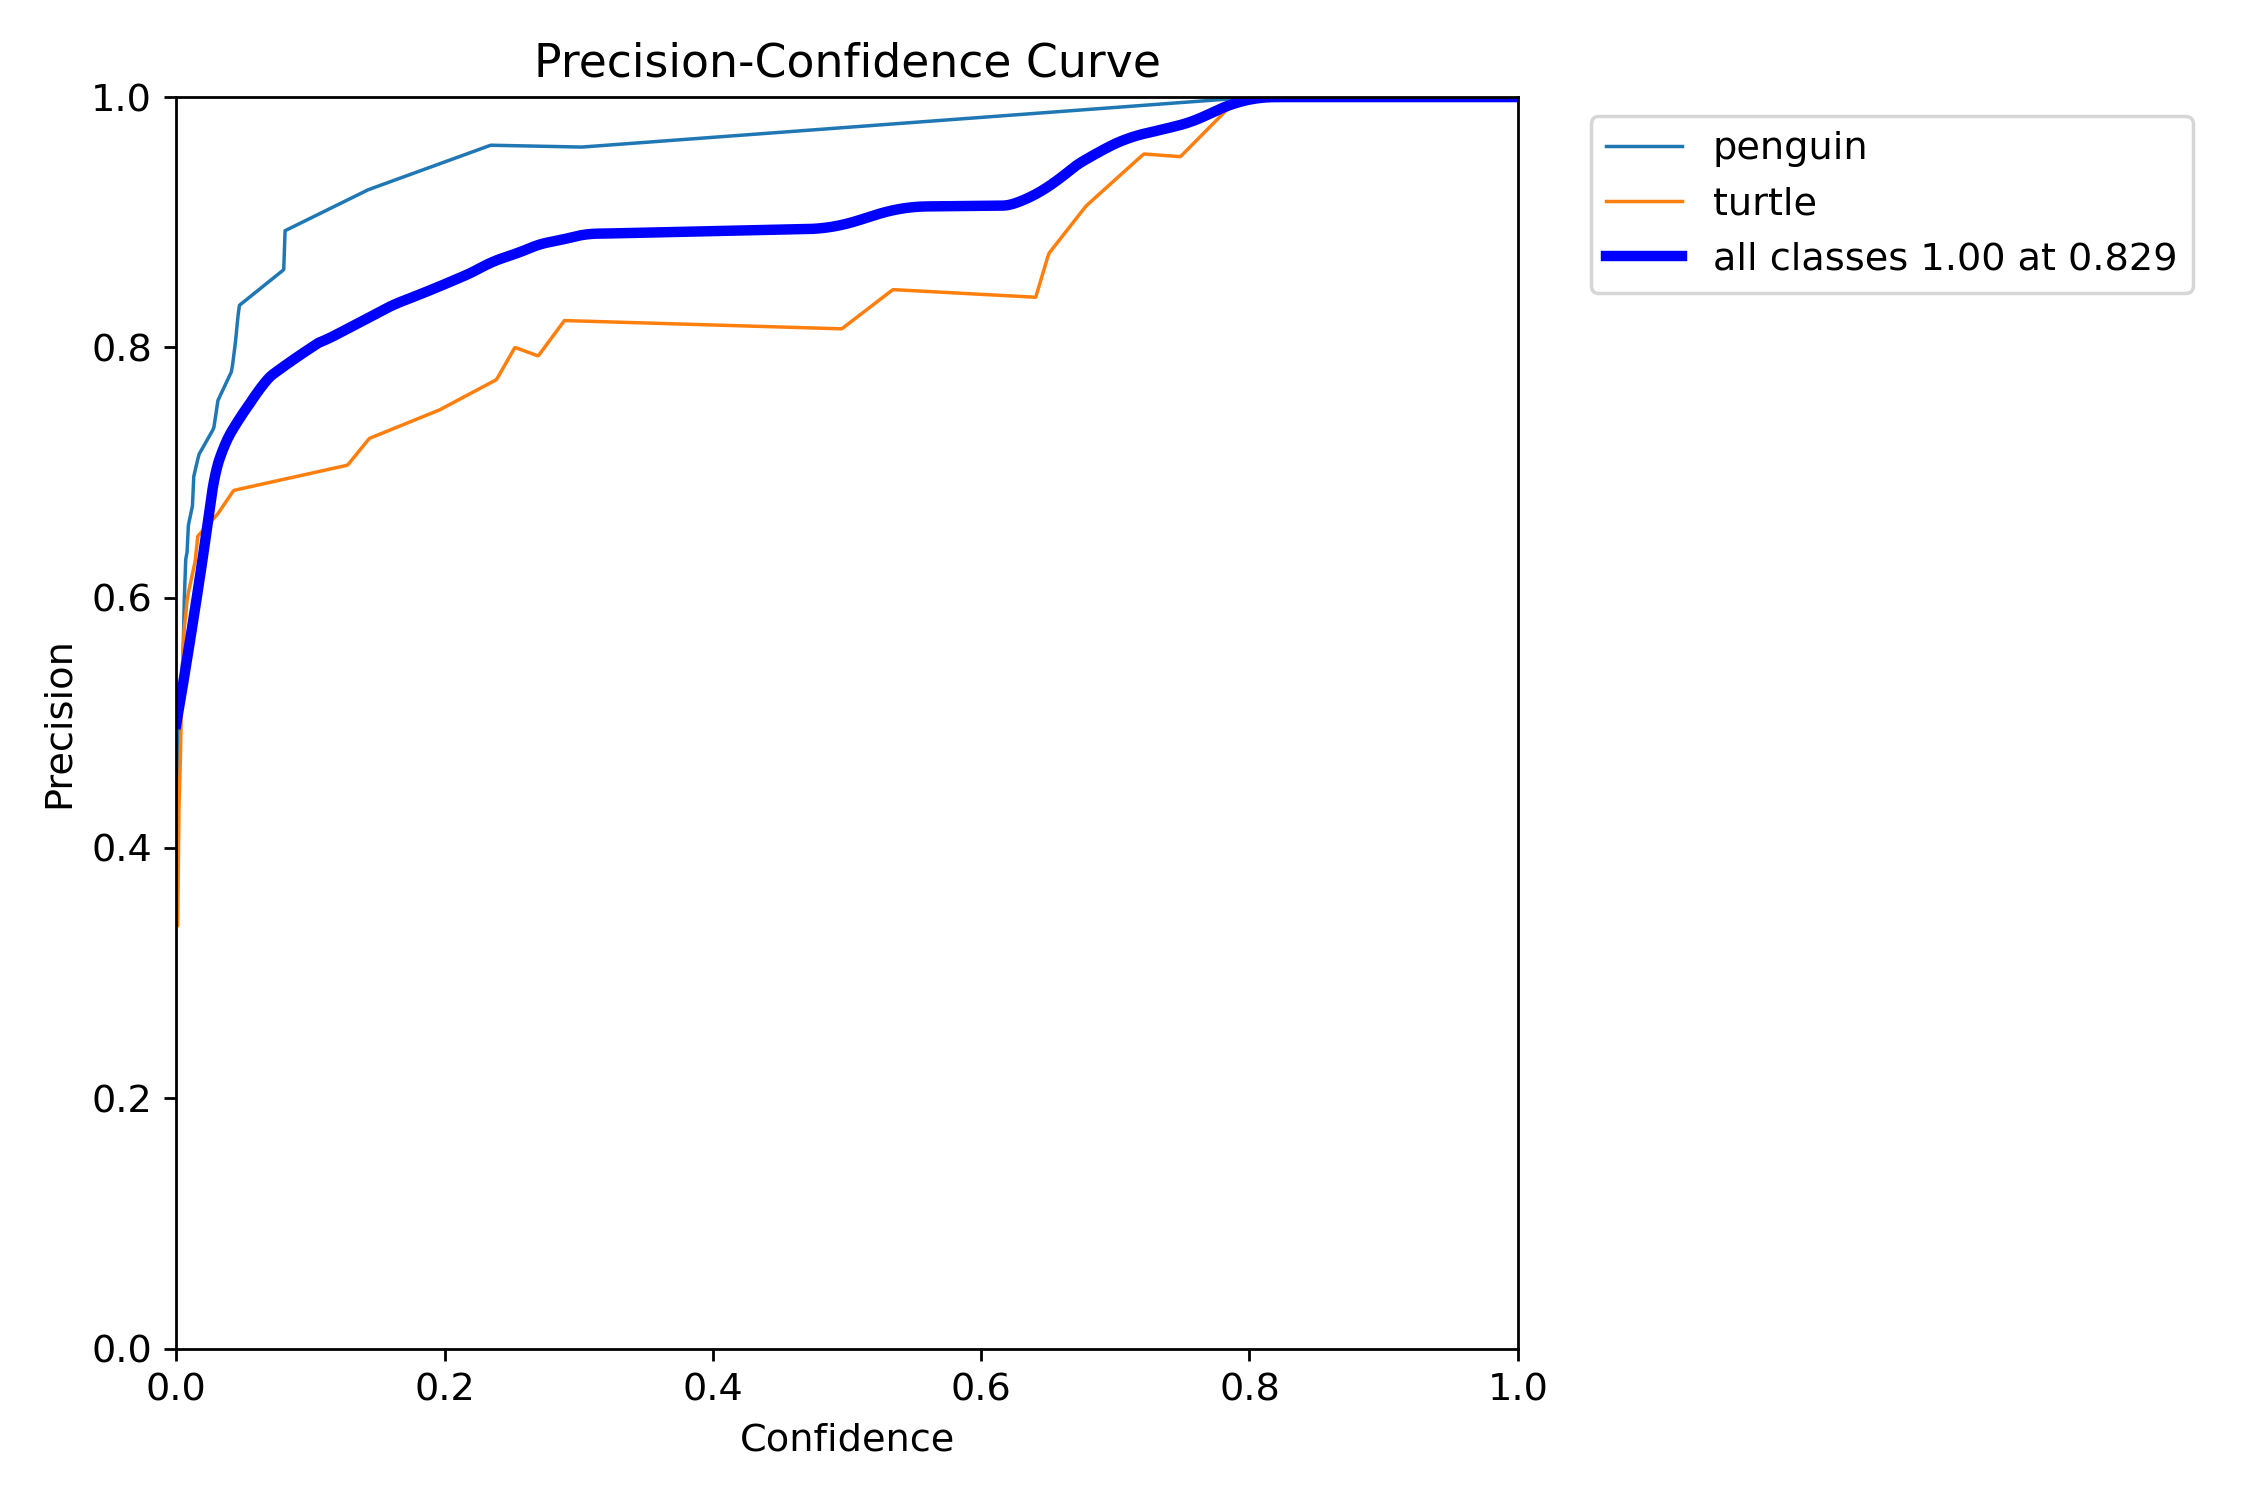 Precision-Confidence Curve
1.0
0.8
0.6
0.4
0.2
0.0
Precision
0.0 0.2 0.4 0.6 0.8 1.0
Confidence
penguin
turtle
all classes 1.00 at 0.829